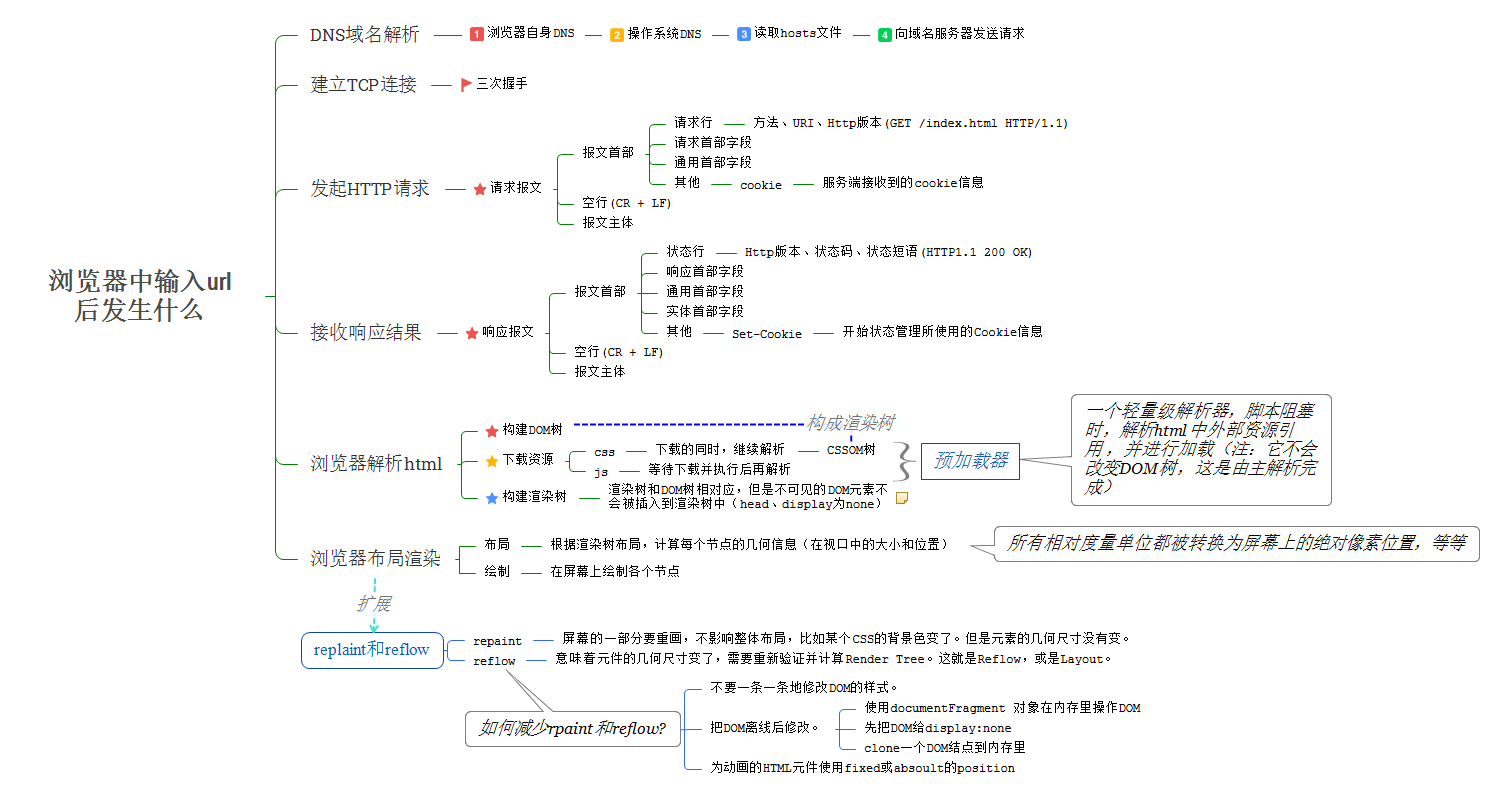 浏览器中输入url
后发生什么
DNS域名解析
1 浏览器自身DNS
2 操作系统DNS
3 读取hosts文件
4 向域名服务器发送请求
建立TCP连接
三次握手
发起HTTP请求
请求报文
报文首部
请求行
方法、URI、Http版本(GET /index.html HTTP/1.1)
请求首部字段
通用首部字段
其他
cookie
服务端接收到的cookie信息
空行(CR + LF)
报文主体
接收响应结果
响应报文
报文首部
状态行
Http版本、状态码、状态短语(HTTP1.1 200 OK)
响应首部字段
通用首部字段
实体首部字段
其他
Set-Cookie
开始状态管理所使用的Cookie信息
空行(CR + LF)
报文主体
浏览器解析html
构建DOM树
构成渲染树
下载资源
css
下载的同时，继续解析
CSSOM树
js
等待下载并执行后再解析
预加载器
一个轻量级解析器，脚本阻塞
时，解析html中外部资源引
用，并进行加载（注：它不会
改变DOM树，这是由主解析完
成）
构建渲染树
渲染树和DOM树相对应，但是不可见的DOM元素不
会被插入到渲染树中（head、display为none）
浏览器布局渲染
布局
根据渲染树布局，计算每个节点的几何信息（在视口中的大小和位置）
所有相对度量单位都被转换为屏幕上的绝对像素位置，等等
绘制
在屏幕上绘制各个节点
扩展
replaint和reflow
repaint
屏幕的一部分要重画，不影响整体布局，比如某个CSS的背景色变了。但是元素的几何尺寸没有变。
reflow
意味着元件的几何尺寸变了，需要重新验证并计算Render Tree。这就是Reflow，或是Layout。
如何减少rpaint和reflow?
不要一条一条地修改DOM的样式。
把DOM离线后修改。
使用documentFragment 对象在内存里操作DOM
先把DOM给display:none
clone一个DOM结点到内存里
为动画的HTML元件使用fixed或absoult的position